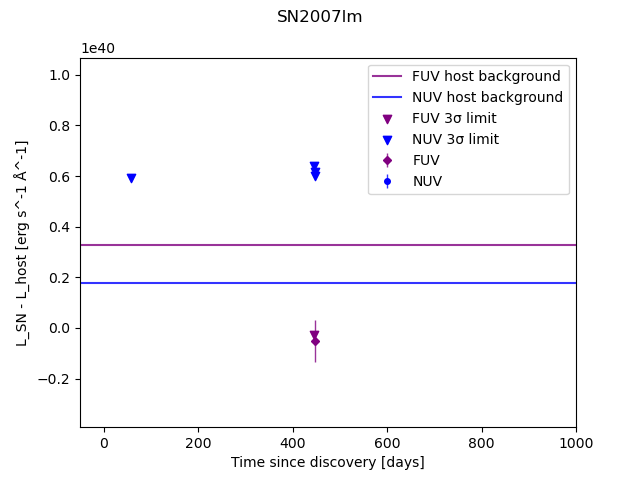 SN2007lm
1e40
FUV host background
NUV host background
FUV 3σ limit
NUV 3σ limit
FUV
NUV
L_SN - L_host [erg s^-1 Å^-1]
1.0
0.8
0.6
0.4
0.2
0.0
−0.2
0
200
400
600
800
1000
Time since discovery [days]